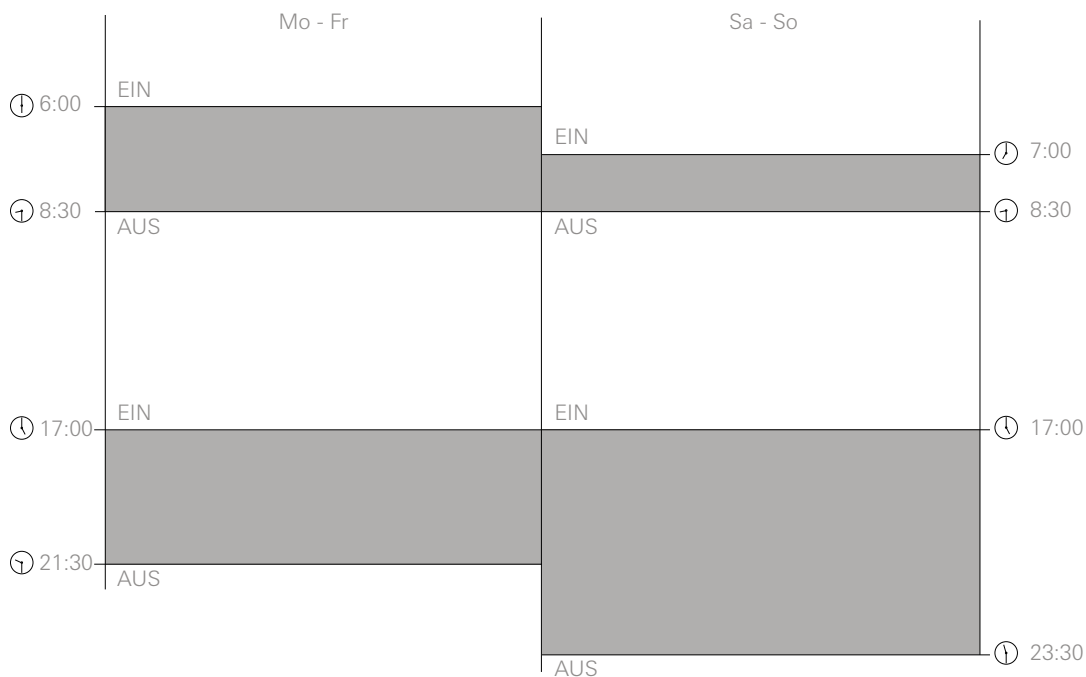 Mo - Fr Sa - So
EIN
6:00
EIN
7:00
8:30 8:30
AUS AUS
EIN EIN
17:00 17:00
21:30
AUS
23:30
AUS